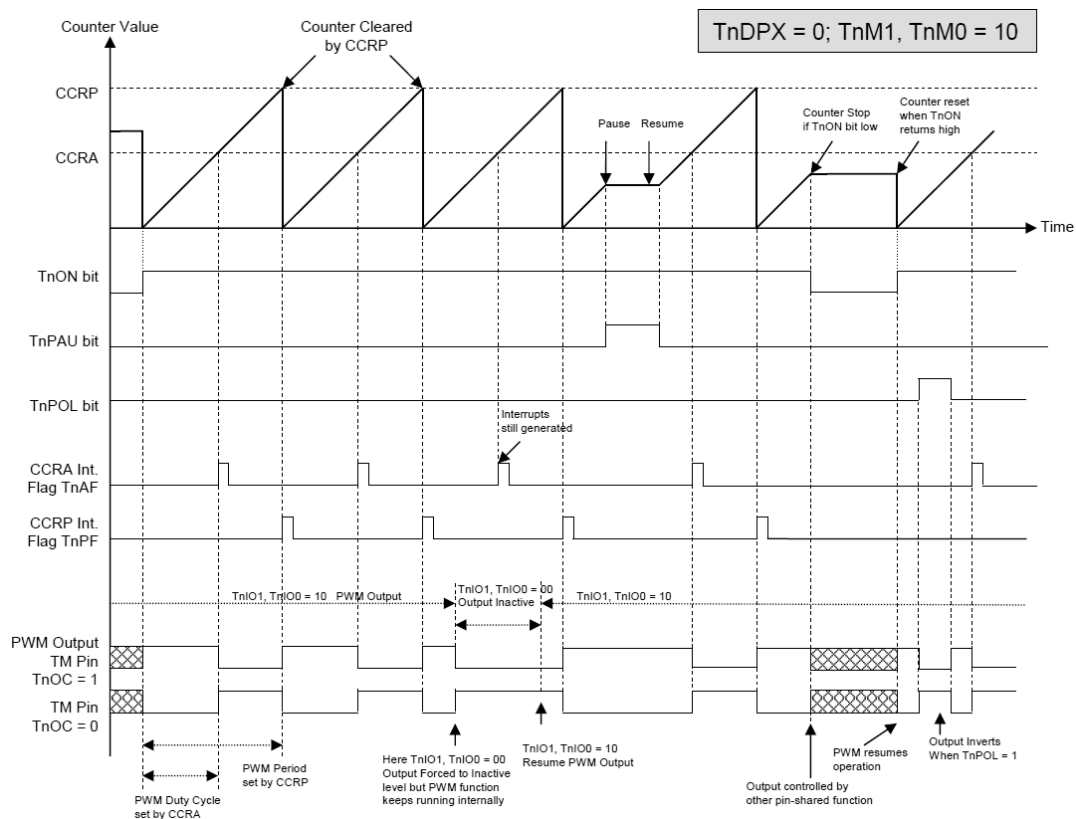 TnDPX = 0; TnM1, TnM0 = 10
Counter Value
Counter Cleared
by CCRP
CCRP
CCRA
Pause
Resume
Counter Stop
if TnON bit low
Counter reset
when TnON
returns high
Time
TnON bit
TnPAU bit
TnPOL bit
Interrupts
still generated
CCRA Int.
Flag TnAF
CCRP Int.
Flag TnPF
TnIO1, TnIO0 = 10 PWM Output
TnIO1, TnIO0 = 00
Output Inactive
TnIO1, TnIO0 = 10
PWM Output
TM Pin
TnOC = 1
TM Pin
TnOC = 0
PWM Period
set by CCRP
PWM Duty Cycle
set by CCRA
Here TnIO1, TnIO0 = 00
Output Forced to Inactive
level but PWM function
keeps running internally
TnIO1, TnIO0 = 10
Resume PWM Output
Output controlled by
other pin-shared function
PWM resumes
operation
Output Inverts
When TnPOL = 1